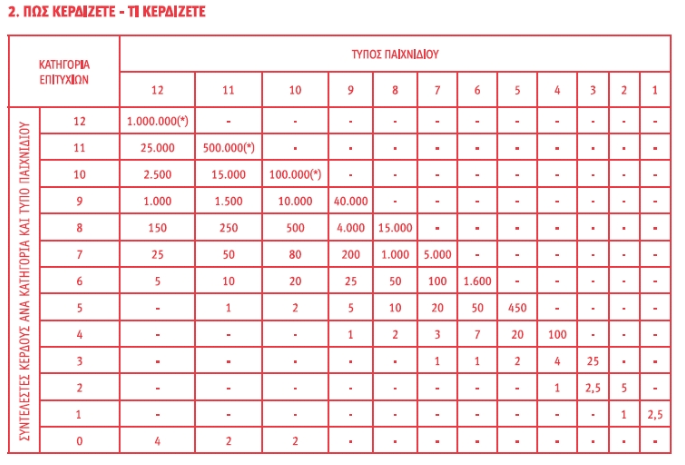 2. ΠΩΣ ΚΕΡΔΙΖΕΤΕ - ΤΙ ΚΕΡΔΙΖΕΤΕ
ΚΑΤΗΓΟΡΙΑ ΕΠΙΤΥΧΙΩΝ
ΤΥΠΟΣ ΠΑΙΧΝΙΔΙΟΥ
12 11 10 9 8 7 6 5 4 3 2 1
ΣΥΝΤΕΛΕΣΤΕΣ ΚΕΡΔΟΥΣ ΑΝΑ ΚΑΤΗΓΟΡΙΑ ΚΑΙ ΤΥΠΟ ΠΑΙΧΝΙΔΙΟΥ
12 1.000.000(*) - - - - - - - - - - -
11 25.000 500.000(*) - - - - - - - - - -
10 2.500 15.000 100.000(*) - - - - - - - - -
9 1.000 1.500 10.000 40.000 - - - - - - - -
8 150 250 500 4.000 15.000 - - - - - - -
7 25 50 80 200 1.000 5.000 - - - - - -
6 5 10 20 25 50 100 1.600 - - - - -
5 - 1 2 5 10 20 50 450 - - - -
4 - - - 1 2 3 7 20 100 - - -
3 - - - - - 1 1 2 4 25 - -
2 - - - - - - - - 1 2,5 5 -
1 - - - - - - - - - - 1 2,5
0 4 2 2 - - - - - - - - -